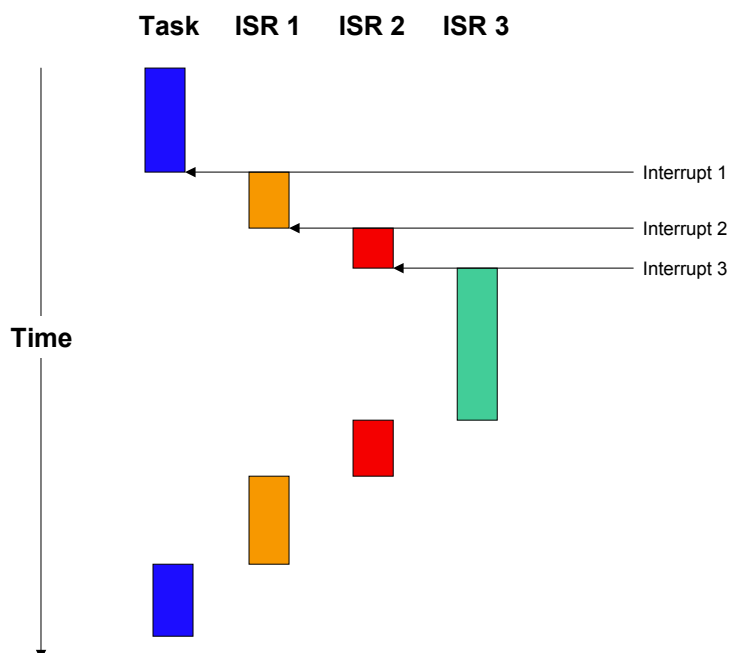 Task ISR 1 ISR 2 ISR 3
Interrupt 1
Interrupt 2
Interrupt 3
Time